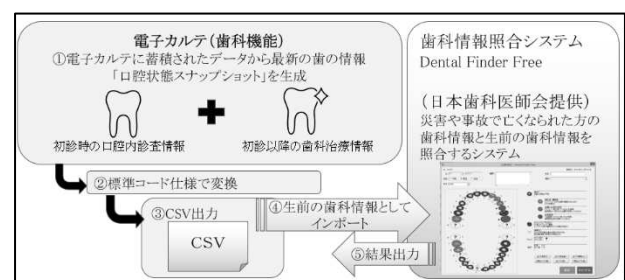 電子カルテ（歯科機能）
①電子カルテに蓄積されたデータから最新の歯の情報
「口腔状態スナップショット」を生成
初診時の口腔内診査情報
初診以降の歯科治療情報
②標準コード仕様で変換
③CSV出力
CSV
④生前の歯科情報として
インポート
⑤結果出力
歯科情報照合システム
Dental Finder Free
（日本歯科医師会提供）
災害や事故で亡くなられた方の
歯科情報と生前の歯科情報を
照合するシステム